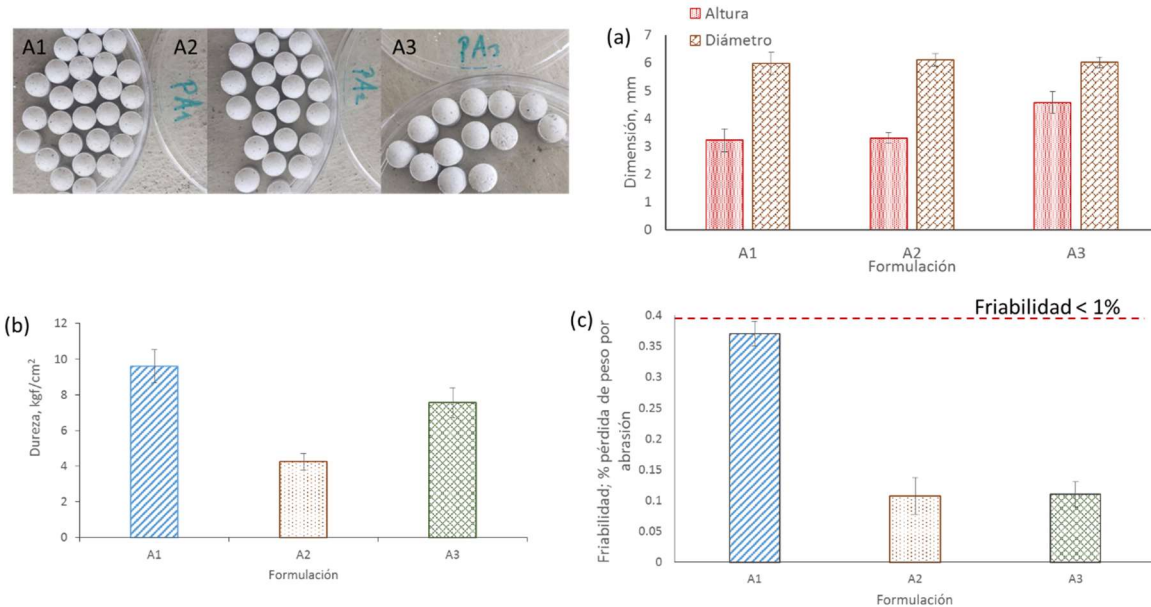 A1
A2
A3
PA1
PA2
PA3
(a)
Altura
Diámetro
Dimensión, mm
7
6
5
4
3
2
1
0
A1
A2
A3
Formulación
(b)
Dureza, kgf/cm²
12
10
8
6
4
2
0
A1
A2
A3
Formulación
(c)
Friabilidad < 1%
Friabilidad; % pérdida de peso por
abrasión
0.4
0.35
0.3
0.25
0.2
0.15
0.1
0.05
0
A1
A2
A3
Formulación